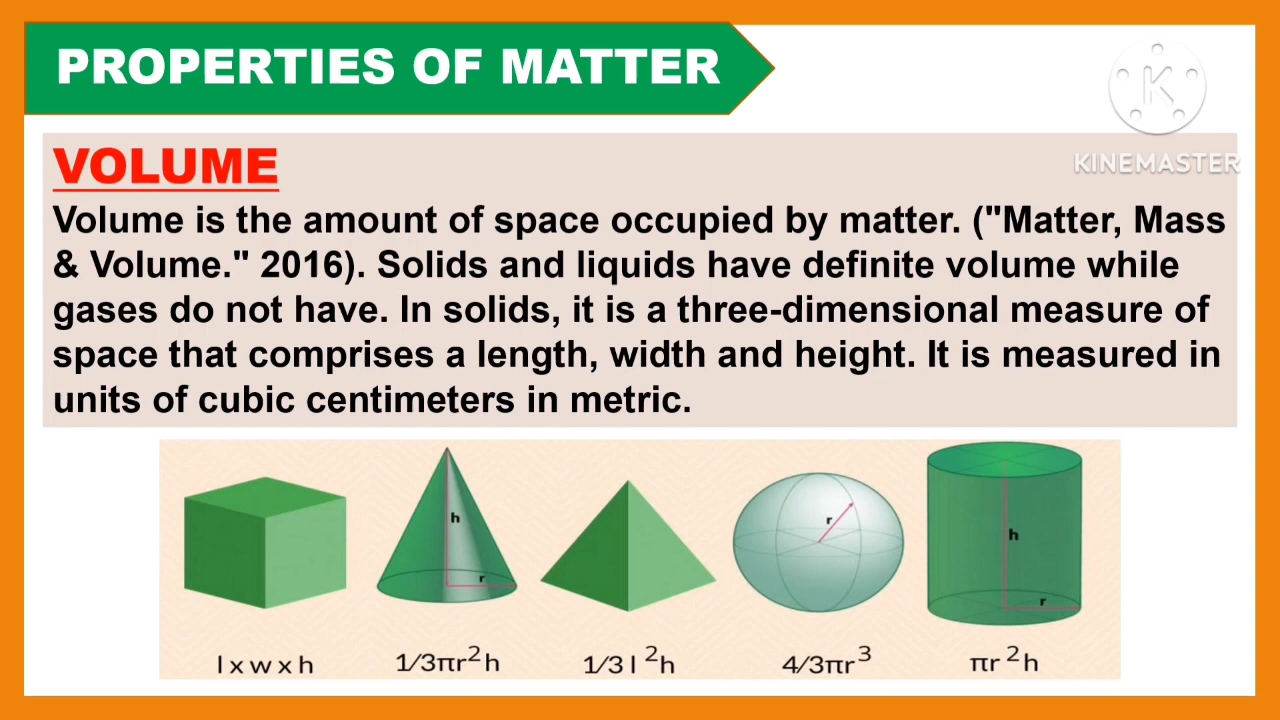 PROPERTIES OF MATTER
K
KINEMASTER
VOLUME
Volume is the amount of space occupied by matter. ("Matter, Mass
& Volume." 2016). Solids and liquids have definite volume while
gases do not have. In solids, it is a three-dimensional measure of
space that comprises a length, width and height. It is measured in
units of cubic centimeters in metric.
h
r
r
h
r
l x w x h
1/3πr²h
1/3 l ²h
4/3πr³
πr ²h